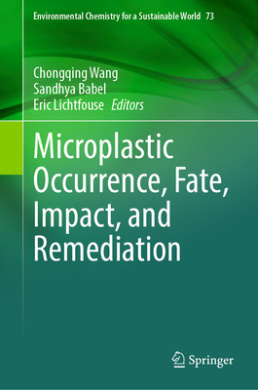 Environmental Chemistry for a Sustainable World 73
Chongqing Wang
Sandhya Babel
Eric Lichtfouse Editors
Microplastic
Occurrence, Fate,
Impact, and
Remediation
Springer